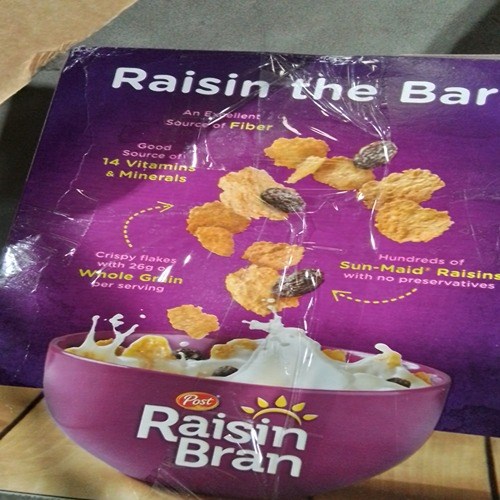 Raisin the Bar
An Excellent
Source of Fiber
Good
Source of
14 Vitamins
& Minerals
Crispy flakes
with 26g of
Whole Grain
per serving
Hundreds of
Sun-Maid® Raisins
with no preservatives
Post
Raisin
Bran